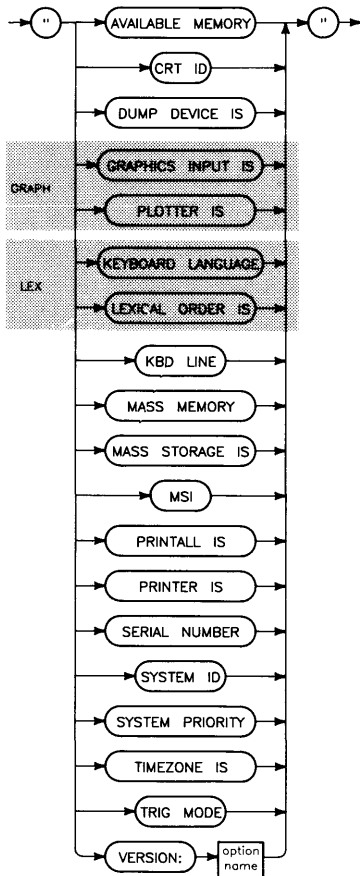 " AVAILABLE MEMORY "
CRT ID
DUMP DEVICE IS
GRAPHICS INPUT IS
GRAPH
PLOTTER IS
KEYBOARD LANGUAGE
LEX
LEXICAL ORDER IS
KBD LINE
MASS MEMORY
MASS STORAGE IS
MSI
PRINTALL IS
PRINTER IS
SERIAL NUMBER
SYSTEM ID
SYSTEM PRIORITY
TIMEZONE IS
TRIG MODE
VERSION: option
name